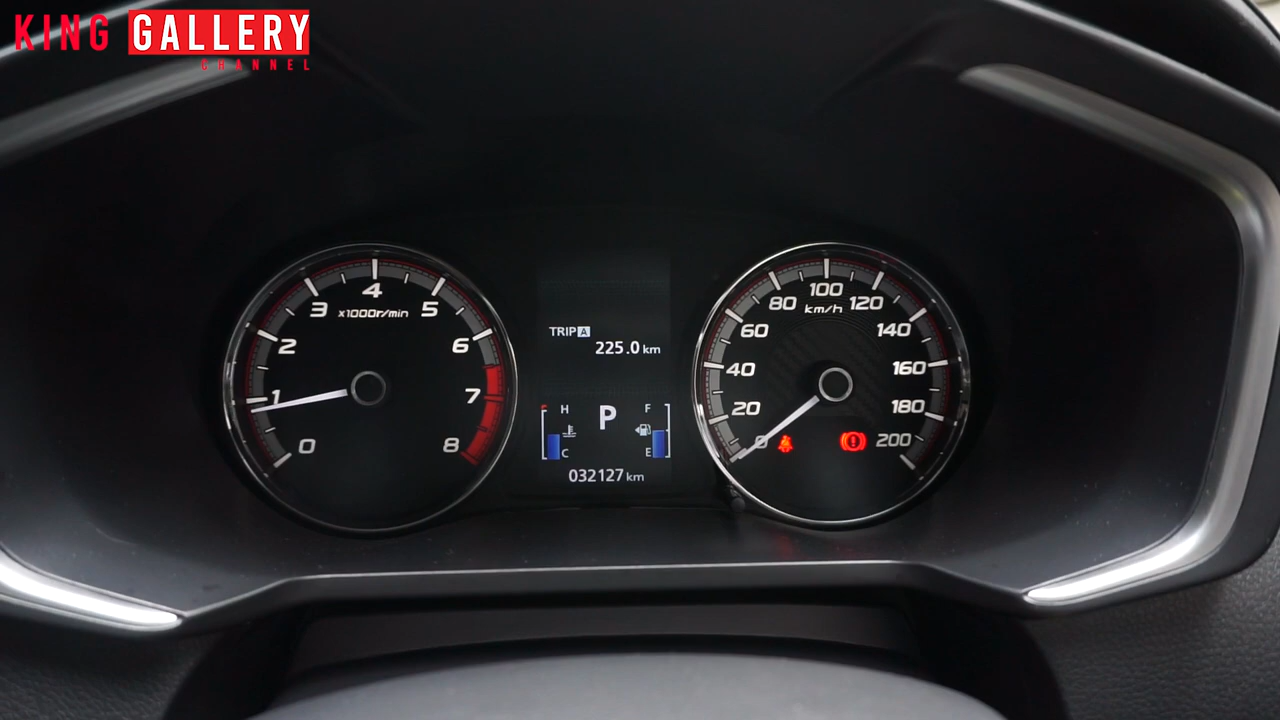 KING GALLERY
CHANNEL
0 1 2 3 4 5 6 7 8
x1000r/min
TRIP A
225.0 km
H P F
C E
032127 km
0 20 40 60 80 100 120 140 160 180 200
km/h